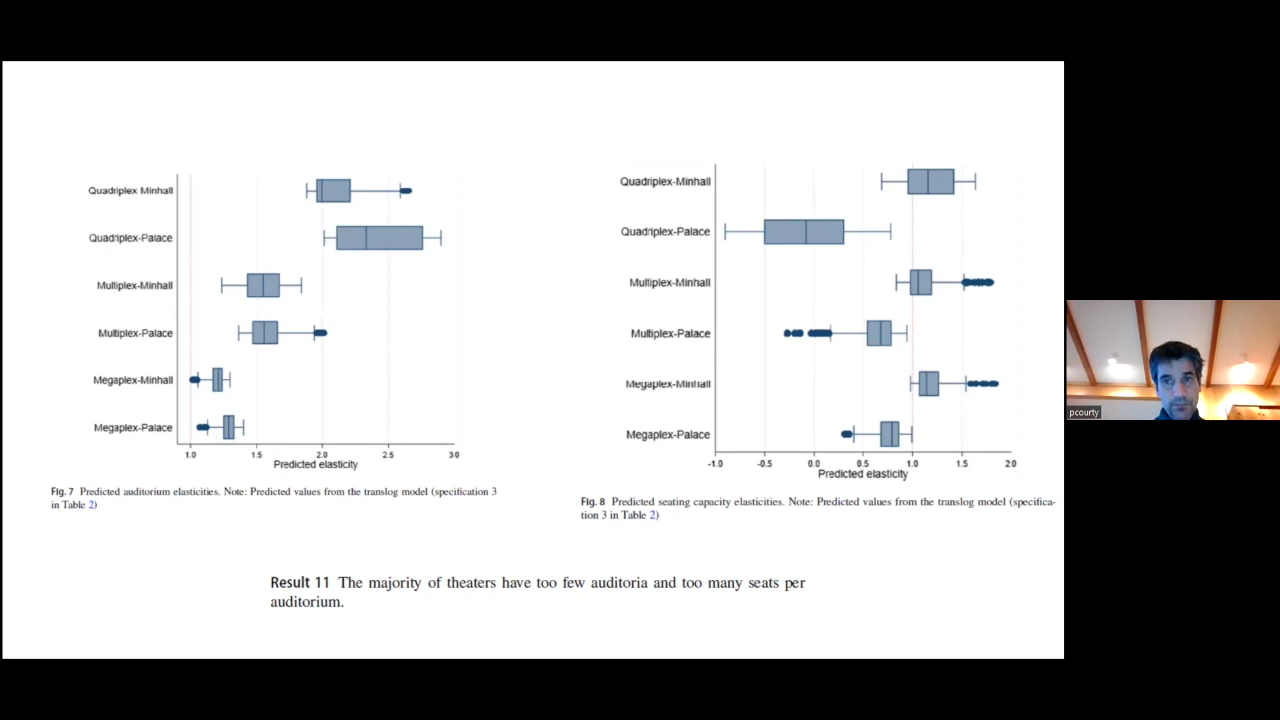 Quadriplex-Minhall
Quadriplex-Palace
Multiplex-Minhall
Multiplex-Palace
Megaplex-Minhall
Megaplex-Palace
1.0 1.5 2.0 2.5 3.0
Predicted elasticity
Fig. 7 Predicted auditorium elasticities. Note: Predicted values from the translog model (specification 3
in Table 2)
Quadriplex-Minhall
Quadriplex-Palace
Multiplex-Minhall
Multiplex-Palace
Megaplex-Minhall
Megaplex-Palace
-1.0 -0.5 0.0 0.5 1.0 1.5 2.0
Predicted elasticity
Fig. 8 Predicted seating capacity elasticities. Note: Predicted values from the translog model (specifica-
tion 3 in Table 2)
Result 11 The majority of theaters have too few auditoria and too many seats per
auditorium.
pcourty